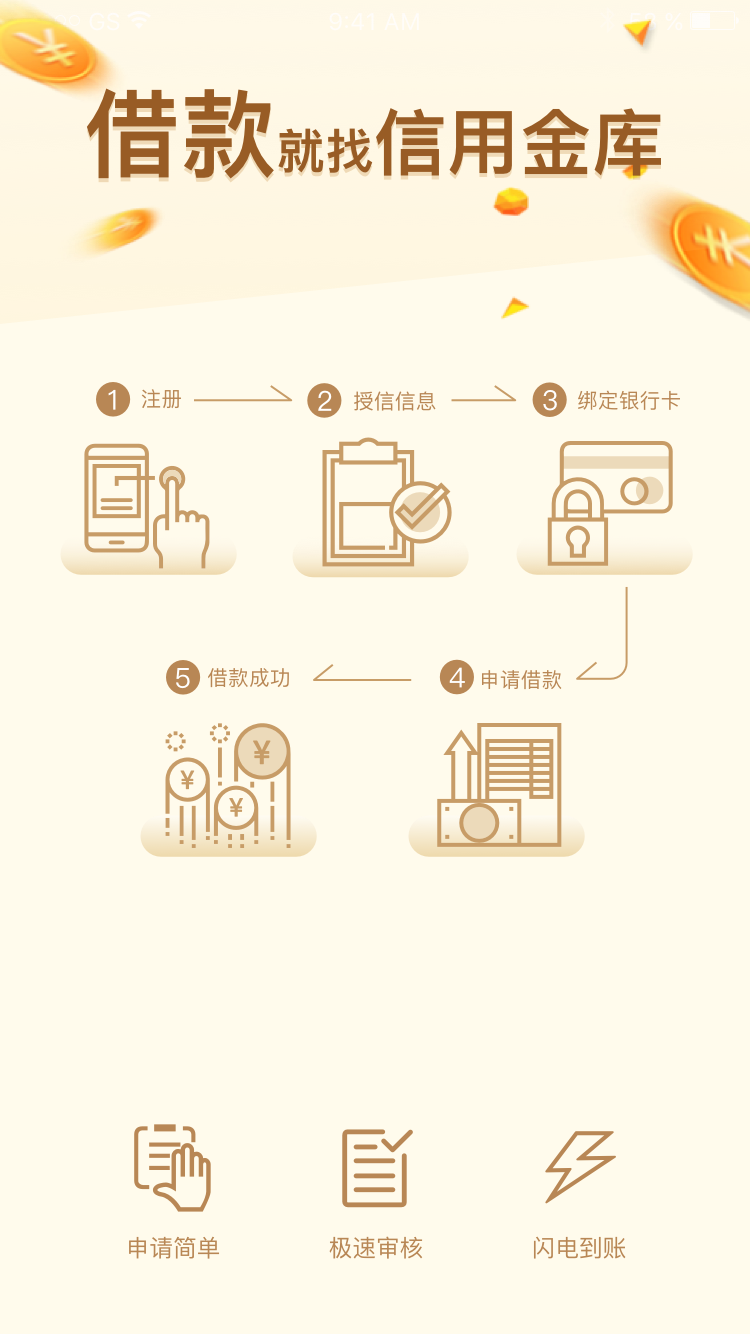 GS 9:41 AM %
借款就找信用金库
1 注册
2 授信信息
3 绑定银行卡
5 借款成功
4 申请借款
¥
¥
¥
申请简单
极速审核
闪电到账